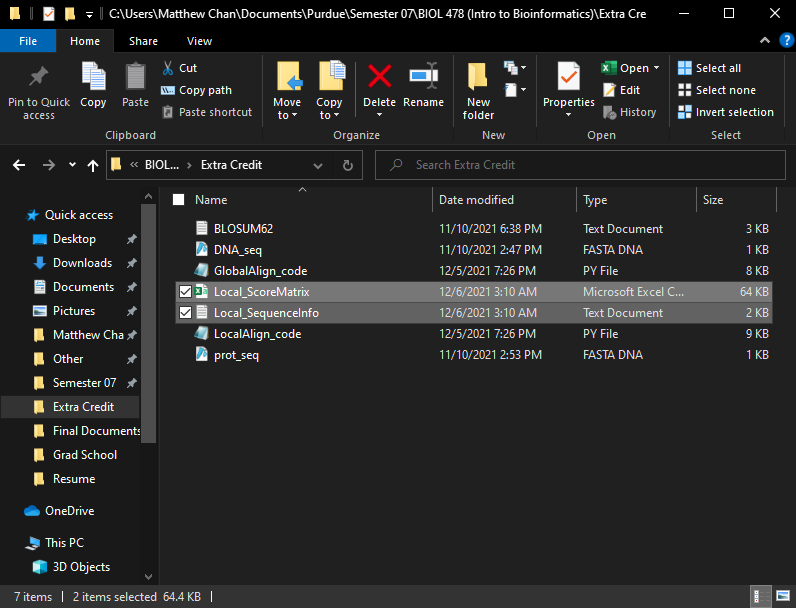 C:\Users\Matthew Chan\Documents\Purdue\Semester 07\BIOL 478 (Intro to Bioinformatics)\Extra Cre
File Home Share View
Pin to Quick access
Copy
Paste
Cut
Copy path
Paste shortcut
Clipboard
Move to
Copy to
Delete
Rename
Organize
New folder
New
Properties
Open
Edit
History
Open
Select all
Select none
Invert selection
Select
« BIOL... › Extra Credit
Search Extra Credit
Quick access
Desktop
Downloads
Documents
Pictures
Matthew Cha
Other
Semester 07
Extra Credit
Final Documents
Grad School
Resume
OneDrive
This PC
3D Objects
Name Date modified Type Size
BLOSUM62 11/10/2021 6:38 PM Text Document 3 KB
DNA_seq 11/10/2021 2:47 PM FASTA DNA 1 KB
GlobalAlign_code 12/5/2021 7:26 PM PY File 8 KB
Local_ScoreMatrix 12/6/2021 3:10 AM Microsoft Excel C... 64 KB
Local_SequenceInfo 12/6/2021 3:10 AM Text Document 2 KB
LocalAlign_code 12/5/2021 7:26 PM PY File 9 KB
prot_seq 11/10/2021 2:53 PM FASTA DNA 1 KB
7 items 2 items selected 64.4 KB